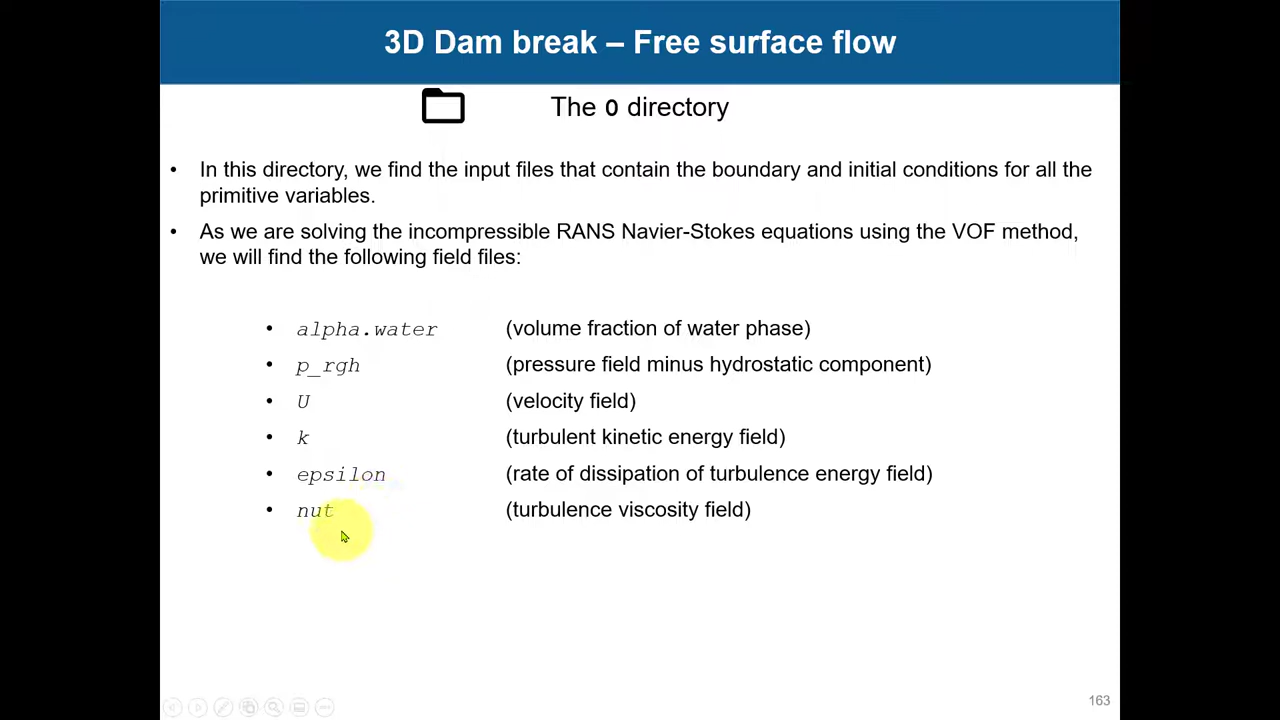 3D Dam break – Free surface flow
The 0 directory
• In this directory, we find the input files that contain the boundary and initial conditions for all the
primitive variables.
• As we are solving the incompressible RANS Navier-Stokes equations using the VOF method,
we will find the following field files:
• alpha.water (volume fraction of water phase)
• p_rgh (pressure field minus hydrostatic component)
• U (velocity field)
• k (turbulent kinetic energy field)
• epsilon (rate of dissipation of turbulence energy field)
• nut (turbulence viscosity field)
163